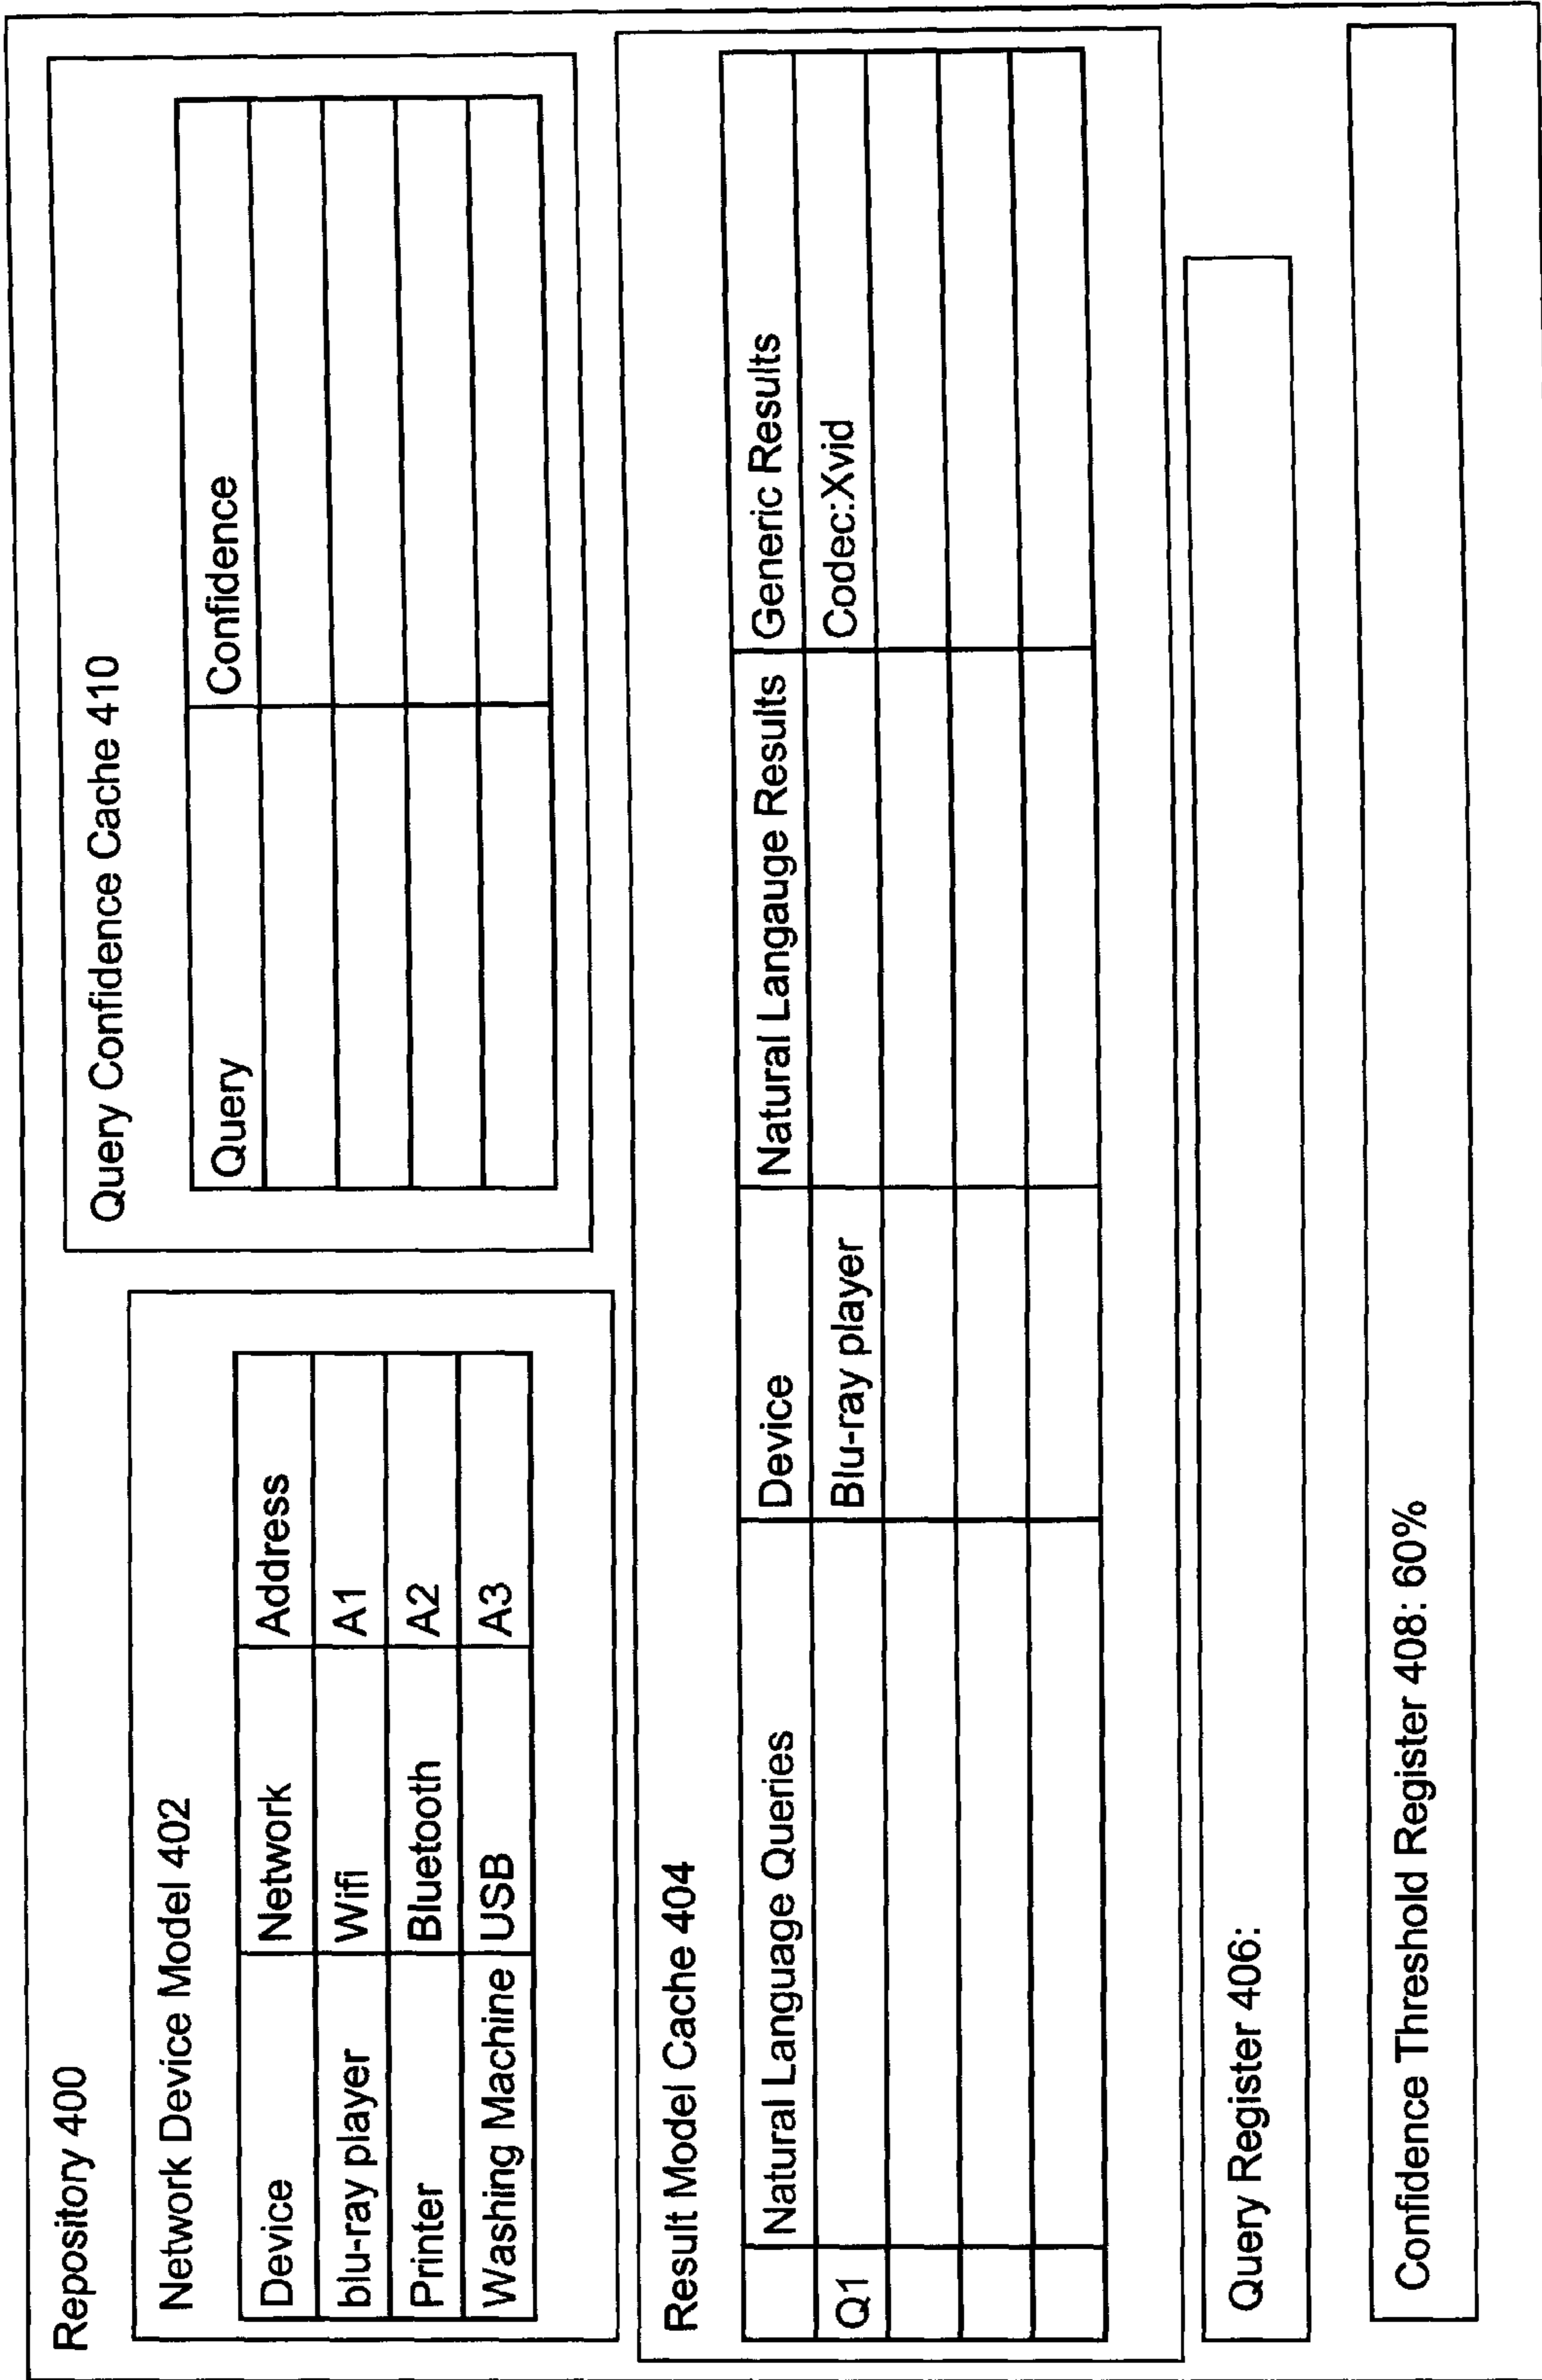 Repository 400
Network Device Model 402
Device Network Address
blu-ray player Wifi A1
Printer Bluetooth A2
Washing Machine USB A3
Query Confidence Cache 410
Query Confidence
Result Model Cache 404
Natural Language Queries Device Natural Langauge Results Generic Results
Q1 Blu-ray player Codec:Xvid
Query Register 406:
Confidence Threshold Register 408: 60%